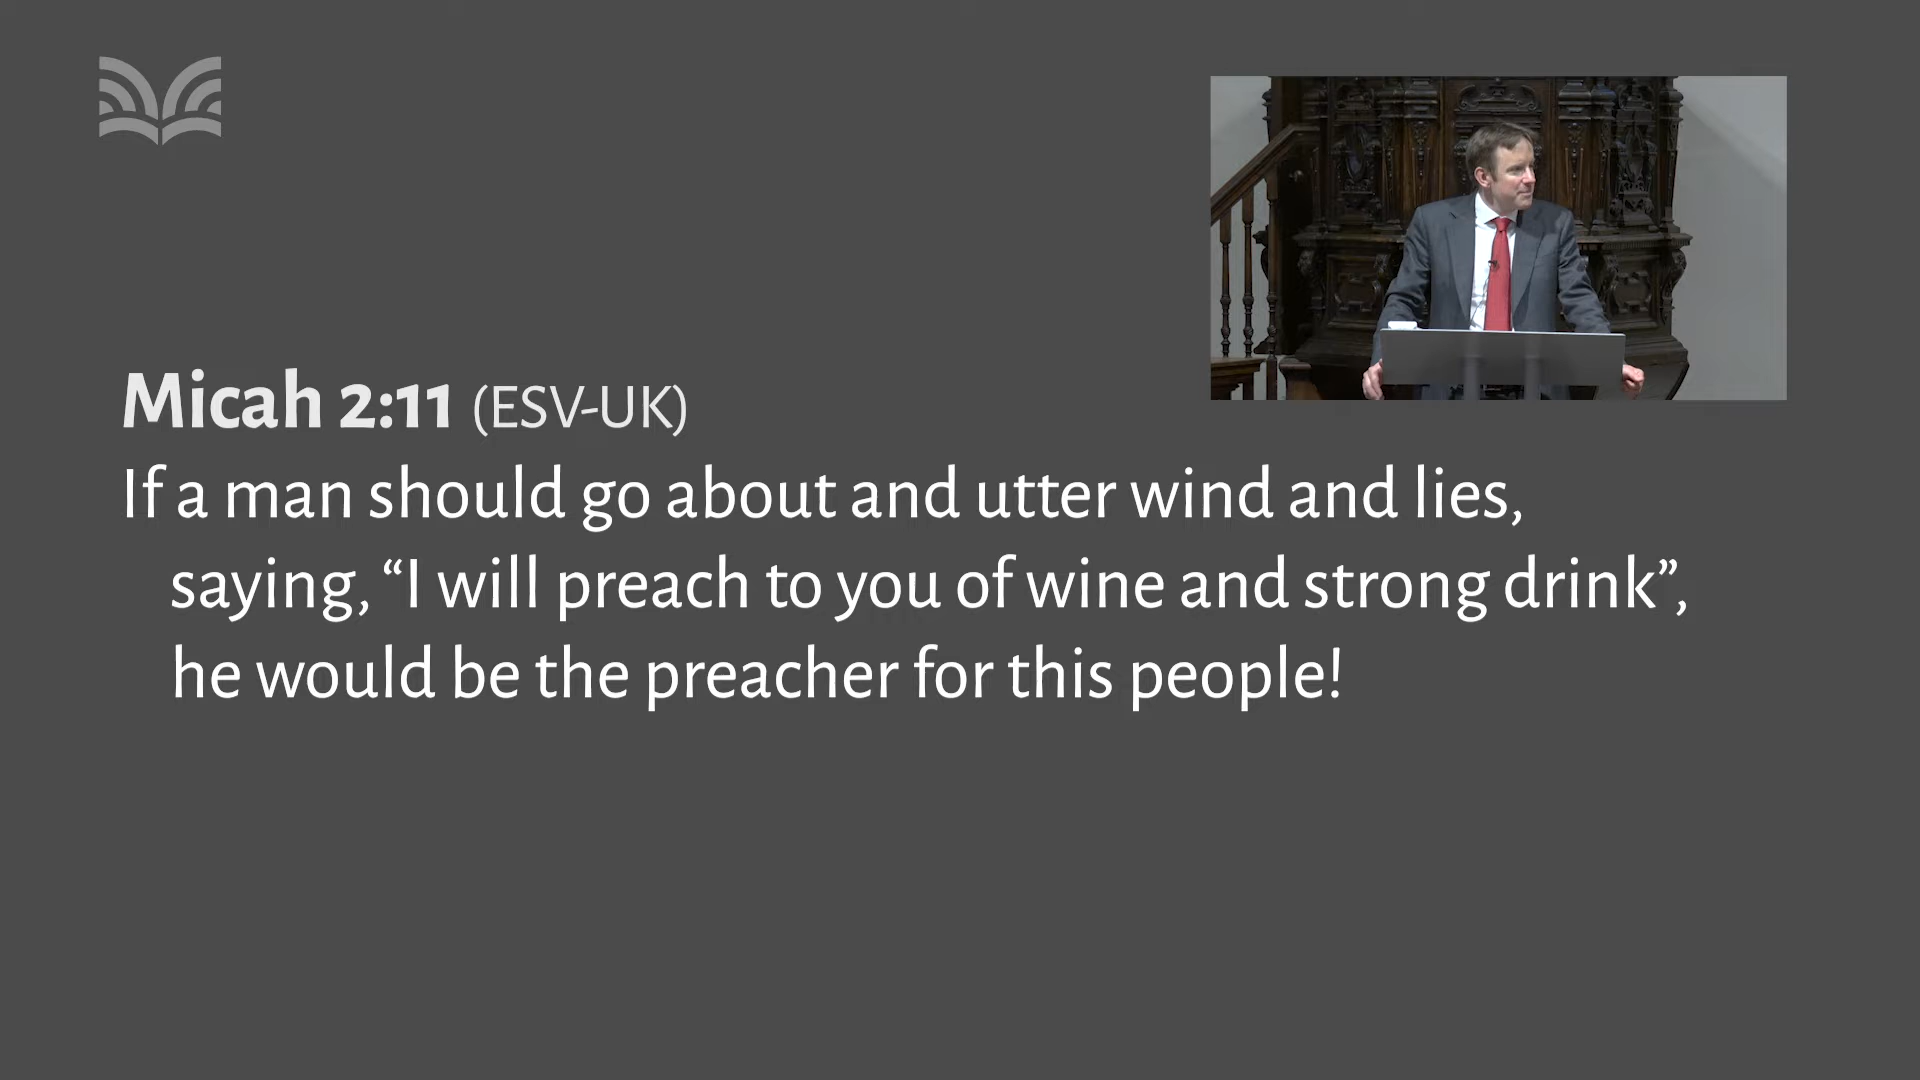 Micah 2:11 (ESV-UK)
If a man should go about and utter wind and lies,
saying, “I will preach to you of wine and strong drink”,
he would be the preacher for this people!